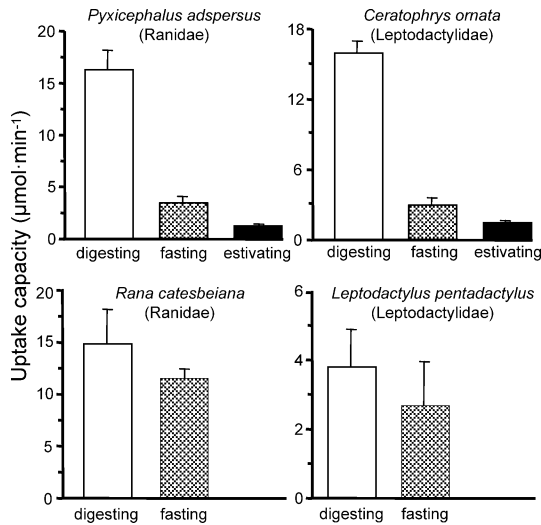 Uptake capacity (µmol·min-1)
Pyxicephalus adspersus
(Ranidae)
20
15
10
5
0
digesting fasting estivating
Ceratophrys ornata
(Leptodactylidae)
18
12
6
0
digesting fasting estivating
Rana catesbeiana
(Ranidae)
20
15
10
5
0
digesting fasting
Leptodactylus pentadactylus
(Leptodactylidae)
6
4
2
0
digesting fasting